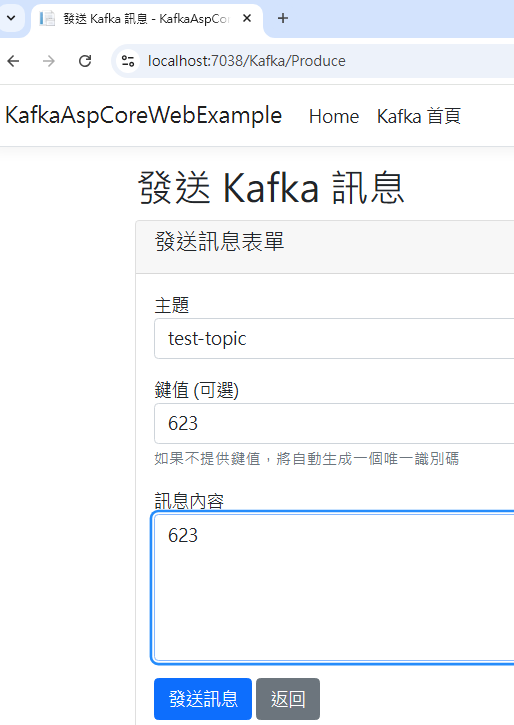 發送 Kafka 訊息 - KafkaAspCo
localhost:7038/Kafka/Produce
KafkaAspCoreWebExample Home Kafka 首頁
發送 Kafka 訊息
發送訊息表單
主題
test-topic
鍵值 (可選)
623
如果不提供鍵值，將自動生成一個唯一識別碼
訊息內容
623
發送訊息 返回